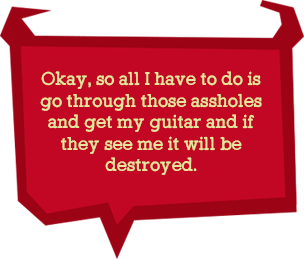 Okay, so all I have to do is
go through those assholes
and get my guitar and if
they see me it will be
destroyed.